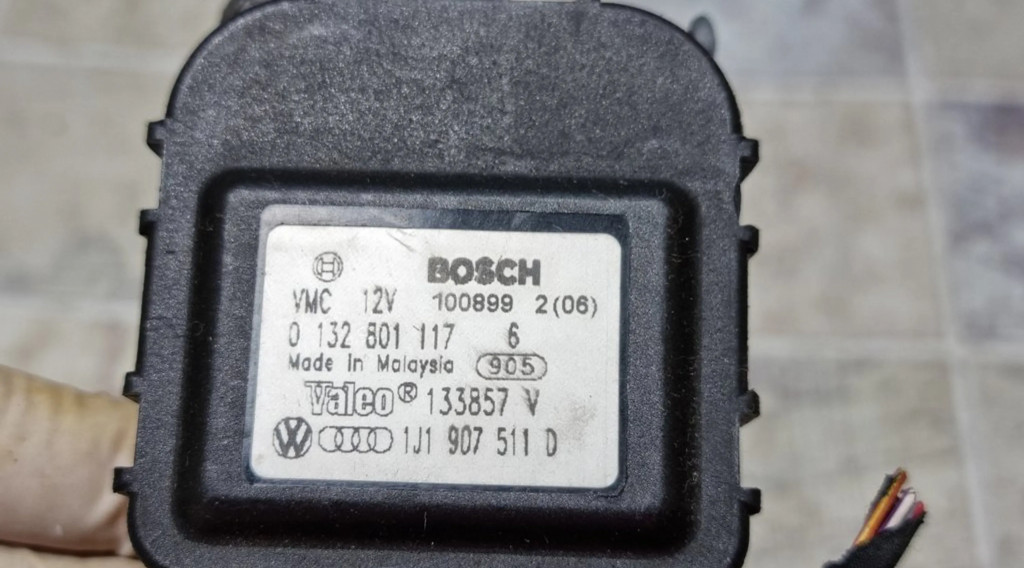 BOSCH
VMC 12V 100899 2(06)
0 132 801 117 6
Made in Malaysia 905
Valeo® 133857 V
VW 1J1 907 511 D